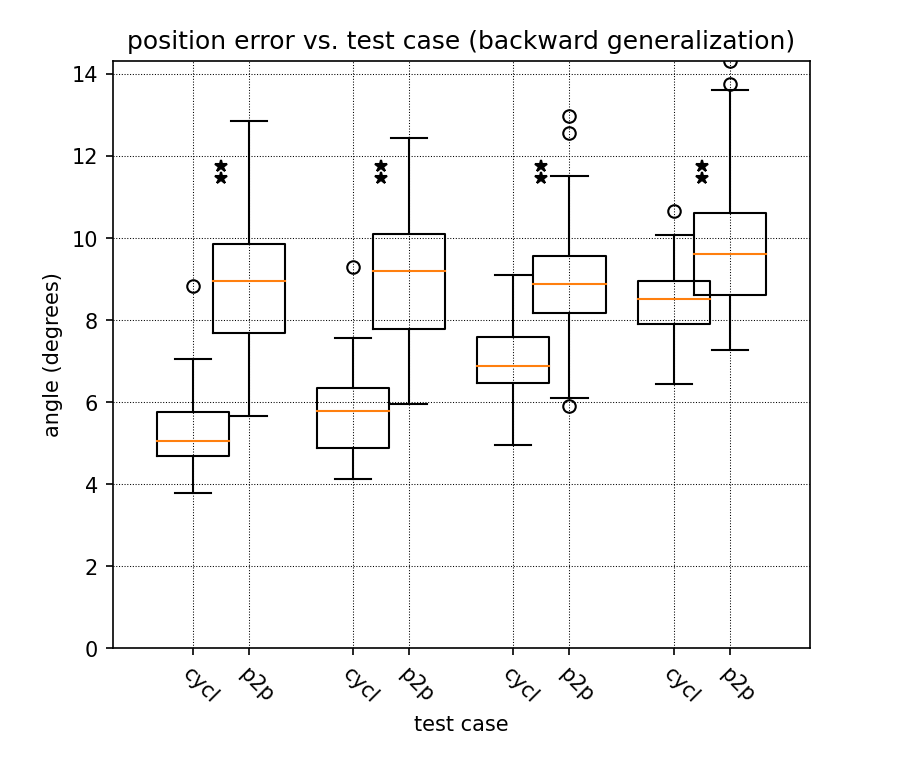 position error vs. test case (backward generalization)
14
12
10
8
6
4
2
0
angle (degrees)
cycl p2p cycl p2p cycl p2p cycl p2p
test case